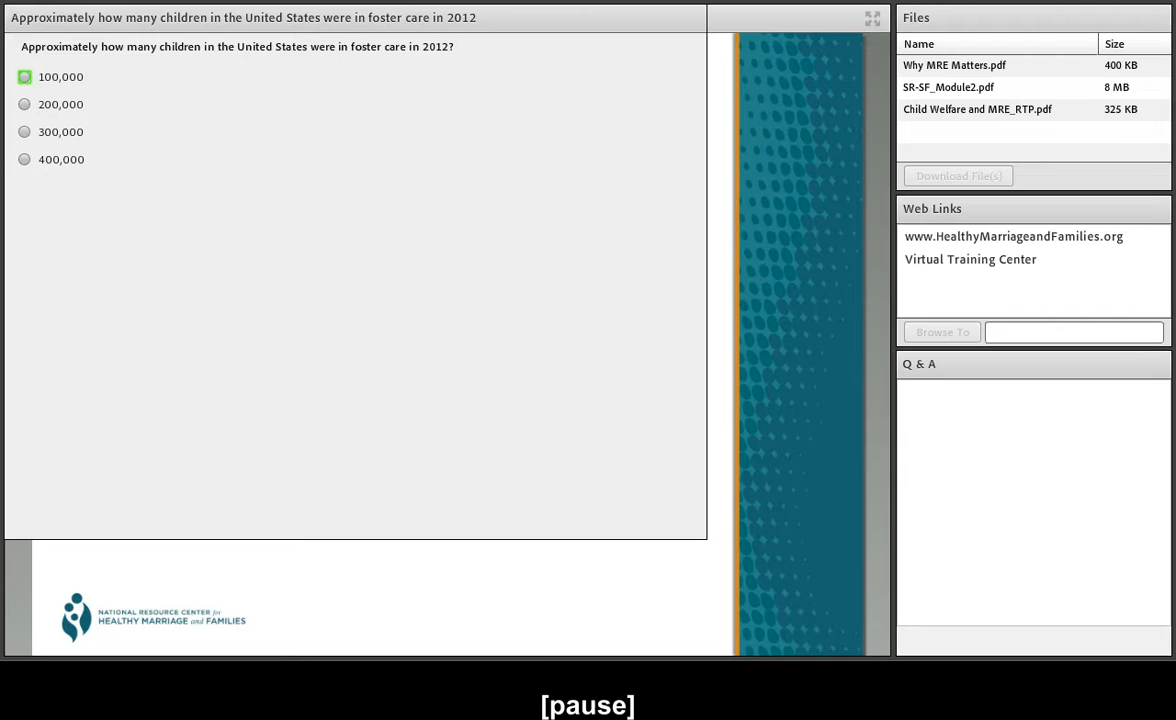 Approximately how many children in the United States were in foster care in 2012
Approximately how many children in the United States were in foster care in 2012?
100,000
200,000
300,000
400,000
NATIONAL RESOURCE CENTER for
HEALTHY MARRIAGE and FAMILIES
Files
Name Size
Why MRE Matters.pdf 400 KB
SR-SF_Module2.pdf 8 MB
Child Welfare and MRE_RTP.pdf 325 KB
Download File(s)
Web Links
www.HealthyMarriageandFamilies.org
Virtual Training Center
Browse To
Q & A
[pause]